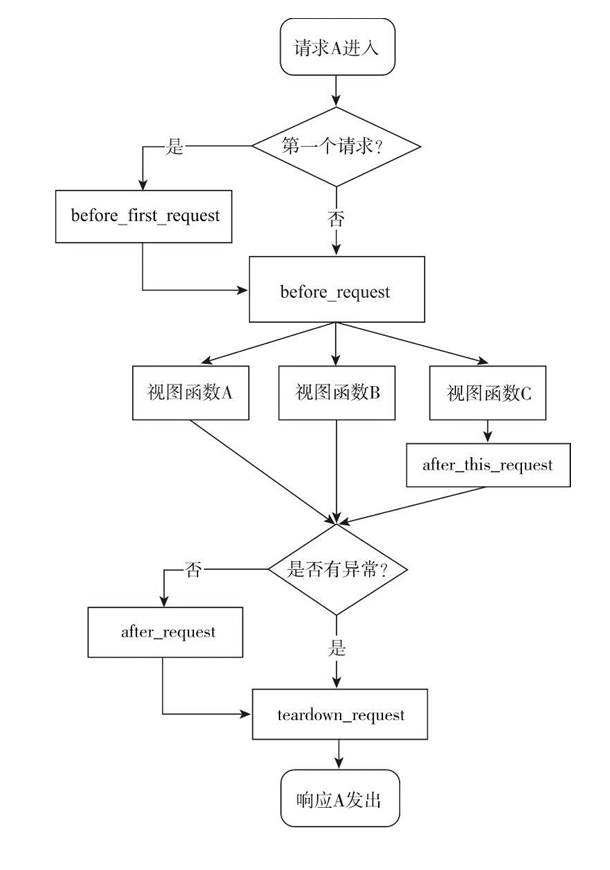 请求A进入
第一个请求?
是
before_first_request
否
before_request
视图函数A
视图函数B
视图函数C
after_this_request
是否有异常?
否
after_request
是
teardown_request
响应A发出